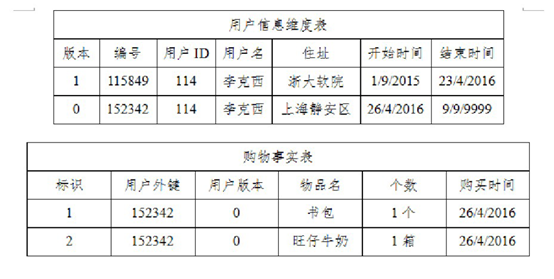 用户信息维度表
版本 编号 用户 ID 用户名 住址 开始时间 结束时间
1 115849 114 李克西 浙大软院 1/9/2015 23/4/2016
0 152342 114 李克西 上海静安区 26/4/2016 9/9/9999
购物事实表
标识 用户外键 用户版本 物品名 个数 购买时间
1 152342 0 书包 1 个 26/4/2016
2 152342 0 旺仔牛奶 1 箱 26/4/2016